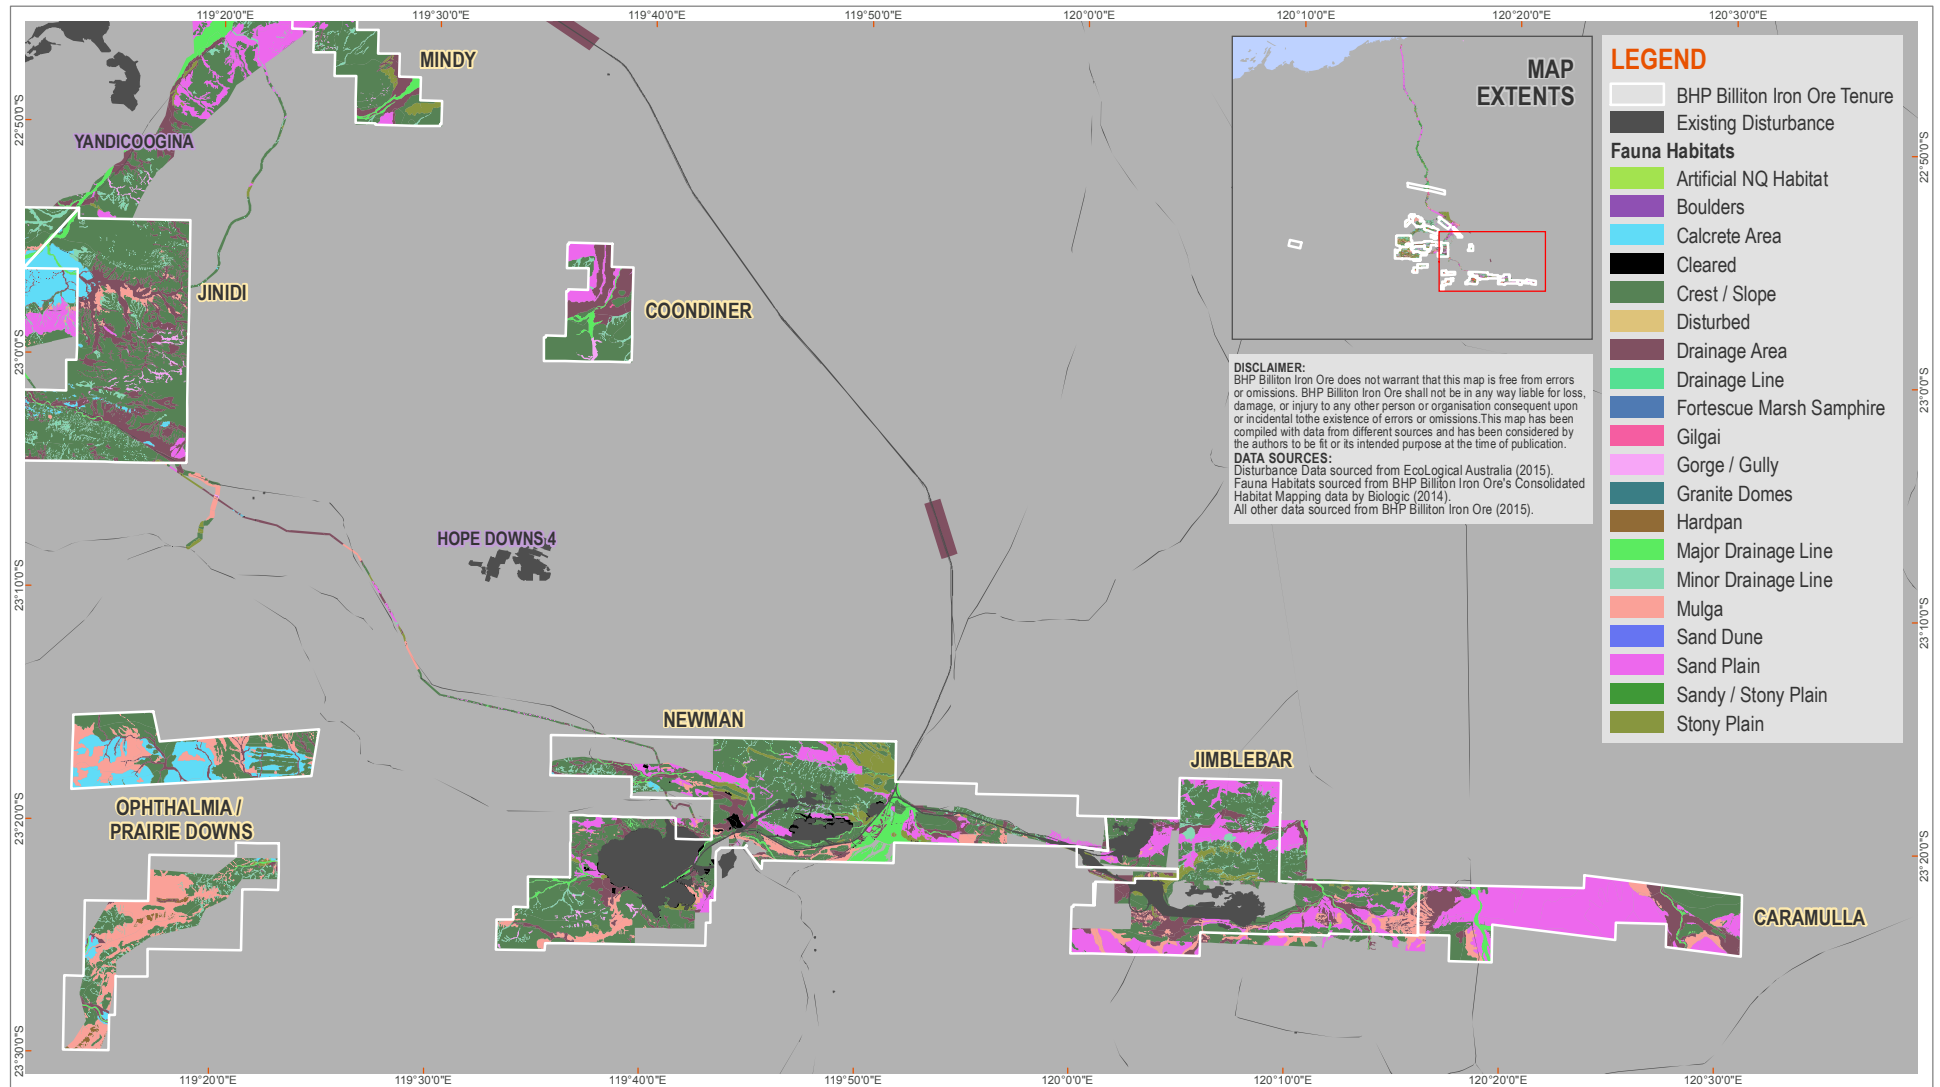 119°20'0"E
119°30'0"E
119°40'0"E
119°50'0"E
120°0'0"E
120°10'0"E
120°20'0"E
120°30'0"E
22°50'0"S
23°0'0"S
23°10'0"S
23°20'0"S
23°30'0"S
MINDY
YANDICOOGINA
JINIDI
COONDINER
HOPE DOWNS 4
NEWMAN
JIMBLEBAR
OPHTHALMIA /
PRAIRIE DOWNS
CARAMULLA
MAP
EXTENTS
DISCLAIMER:
BHP Billiton Iron Ore does not warrant that this map is free from errors
or omissions. BHP Billiton Iron Ore shall not be in any way liable for loss,
damage, or injury to any other person or organisation consequent upon
or incidental tothe existence of errors or omissions.This map has been
compiled with data from different sources and has been considered by
the authors to be fit or its intended purpose at the time of publication.
DATA SOURCES:
Disturbance Data sourced from EcoLogical Australia (2015).
Fauna Habitats sourced from BHP Billiton Iron Ore's Consolidated
Habitat Mapping data by Biologic (2014).
All other data sourced from BHP Billiton Iron Ore (2015).
LEGEND
BHP Billiton Iron Ore Tenure
Existing Disturbance
Fauna Habitats
Artificial NQ Habitat
Boulders
Calcrete Area
Cleared
Crest / Slope
Disturbed
Drainage Area
Drainage Line
Fortescue Marsh Samphire
Gilgai
Gorge / Gully
Granite Domes
Hardpan
Major Drainage Line
Minor Drainage Line
Mulga
Sand Dune
Sand Plain
Sandy / Stony Plain
Stony Plain
22°50'0"S
23°0'0"S
23°10'0"S
23°20'0"S
119°20'0"E
119°30'0"E
119°40'0"E
119°50'0"E
120°0'0"E
120°10'0"E
120°20'0"E
120°30'0"E